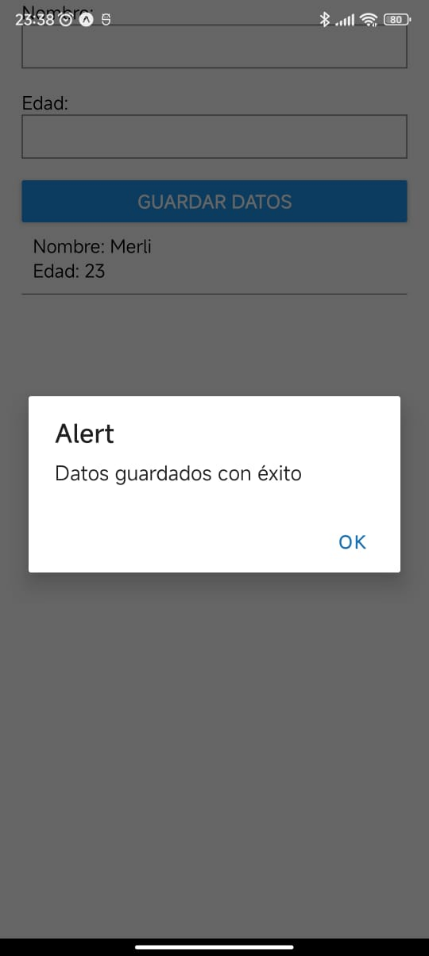 Nombre:
23:38
80
Edad:
GUARDAR DATOS
Nombre: Merli
Edad: 23
Alert
Datos guardados con éxito
OK